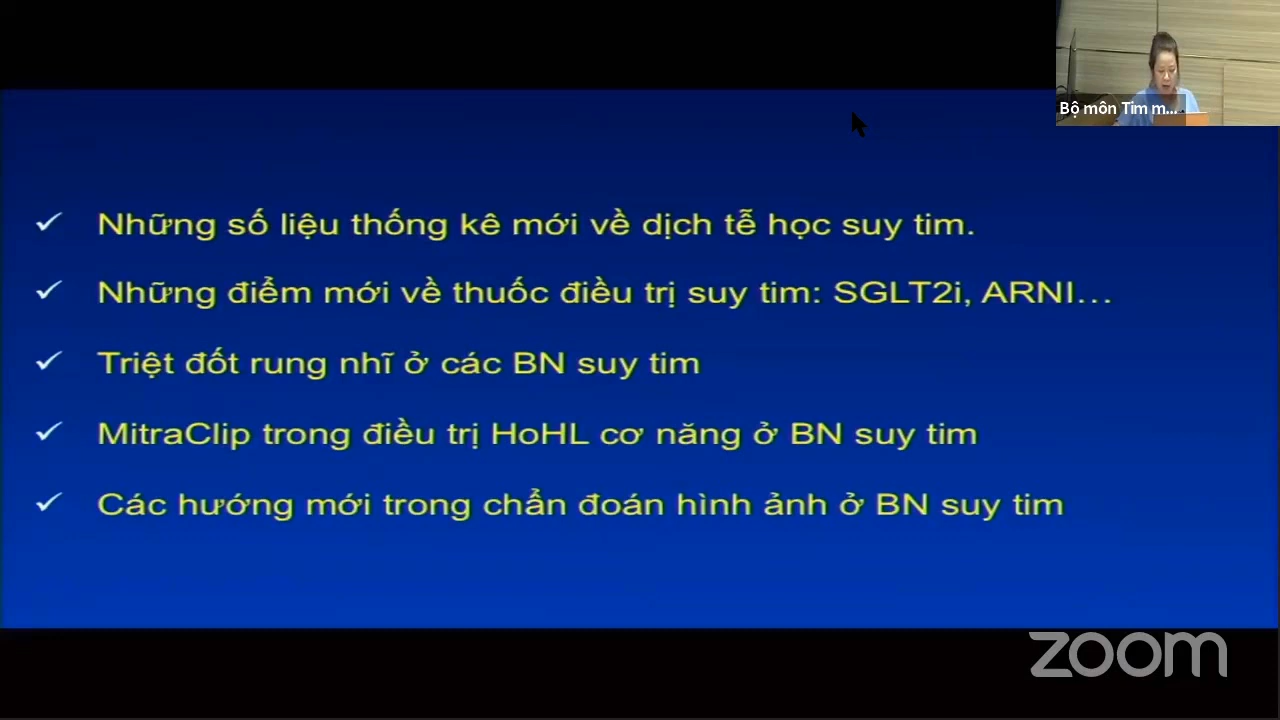 Bộ môn Tim m...
Những số liệu thống kê mới về dịch tễ học suy tim.
Những điểm mới về thuốc điều trị suy tim: SGLT2i, ARNI...
Triệt đốt rung nhĩ ở các BN suy tim
MitraClip trong điều trị HoHL cơ năng ở BN suy tim
Các hướng mới trong chẩn đoán hình ảnh ở BN suy tim
zoom